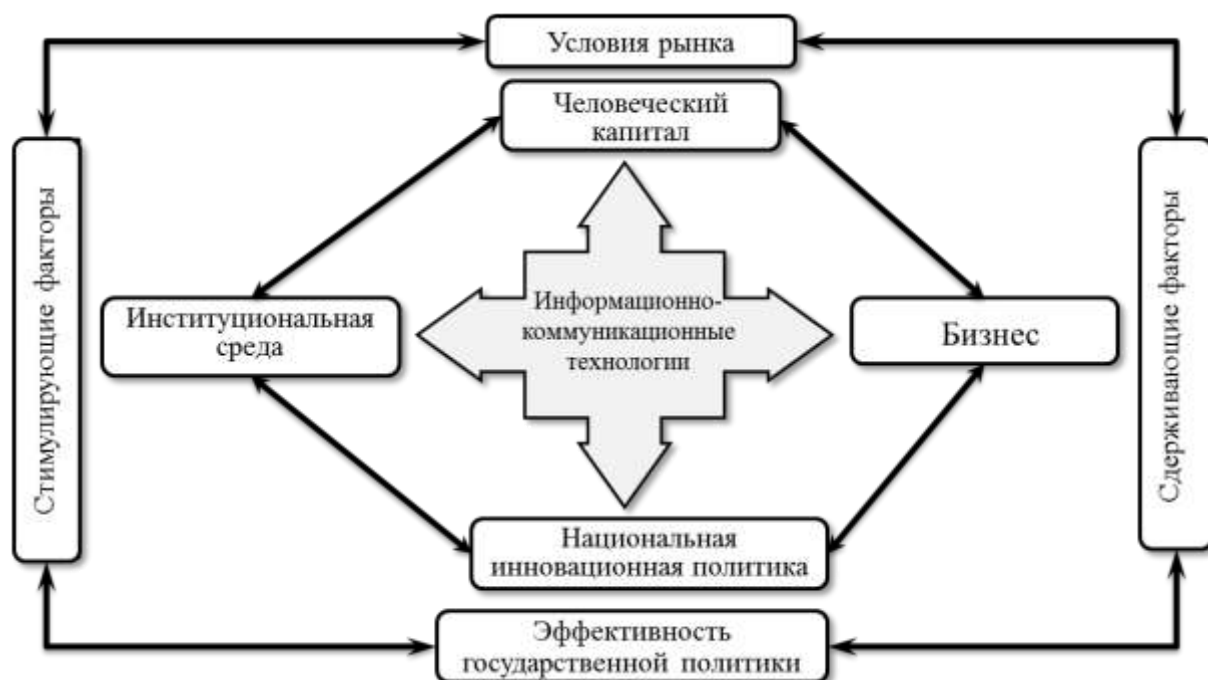 Условия рынка
Человеческий
капитал
Стимулирующие факторы
Сдерживающие факторы
Институциональная
среда
Информационно-
коммуникационные
технологии
Бизнес
Национальная
инновационная политика
Эффективность
государственной политики